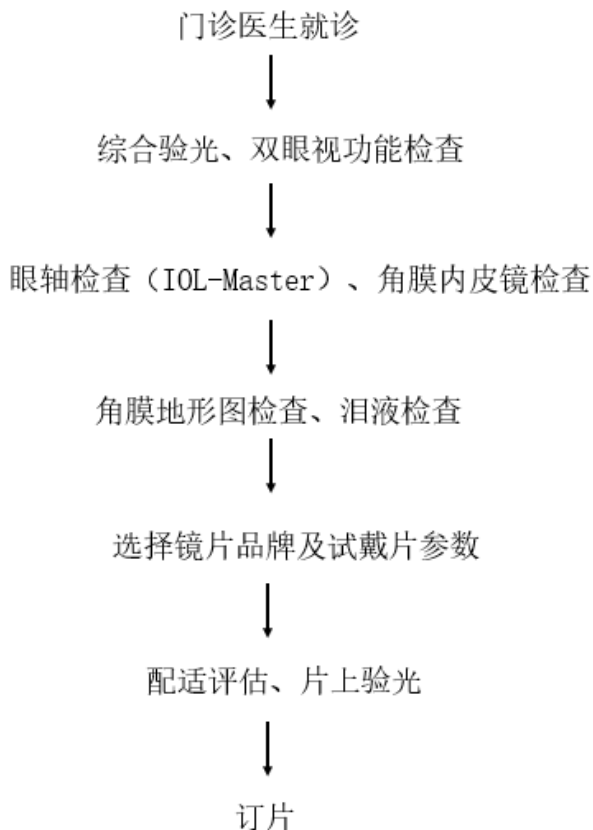 门诊医生就诊
综合验光、双眼视功能检查
眼轴检查（IOL-Master）、角膜内皮镜检查
角膜地形图检查、泪液检查
选择镜片品牌及试戴片参数
配适评估、片上验光
订片